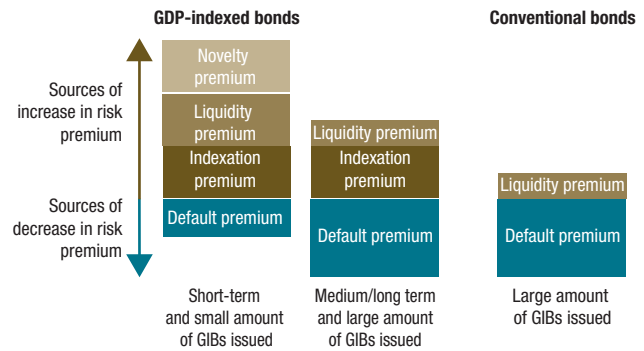 GDP-indexed bonds
Conventional bonds
Sources of
increase in risk
premium
Sources of
decrease in risk
premium
Novelty
premium
Liquidity
premium
Indexation
premium
Default premium
Liquidity premium
Indexation
premium
Default premium
Liquidity premium
Default premium
Short-term
and small amount
of GIBs issued
Medium/long term
and large amount
of GIBs issued
Large amount
of GIBs issued